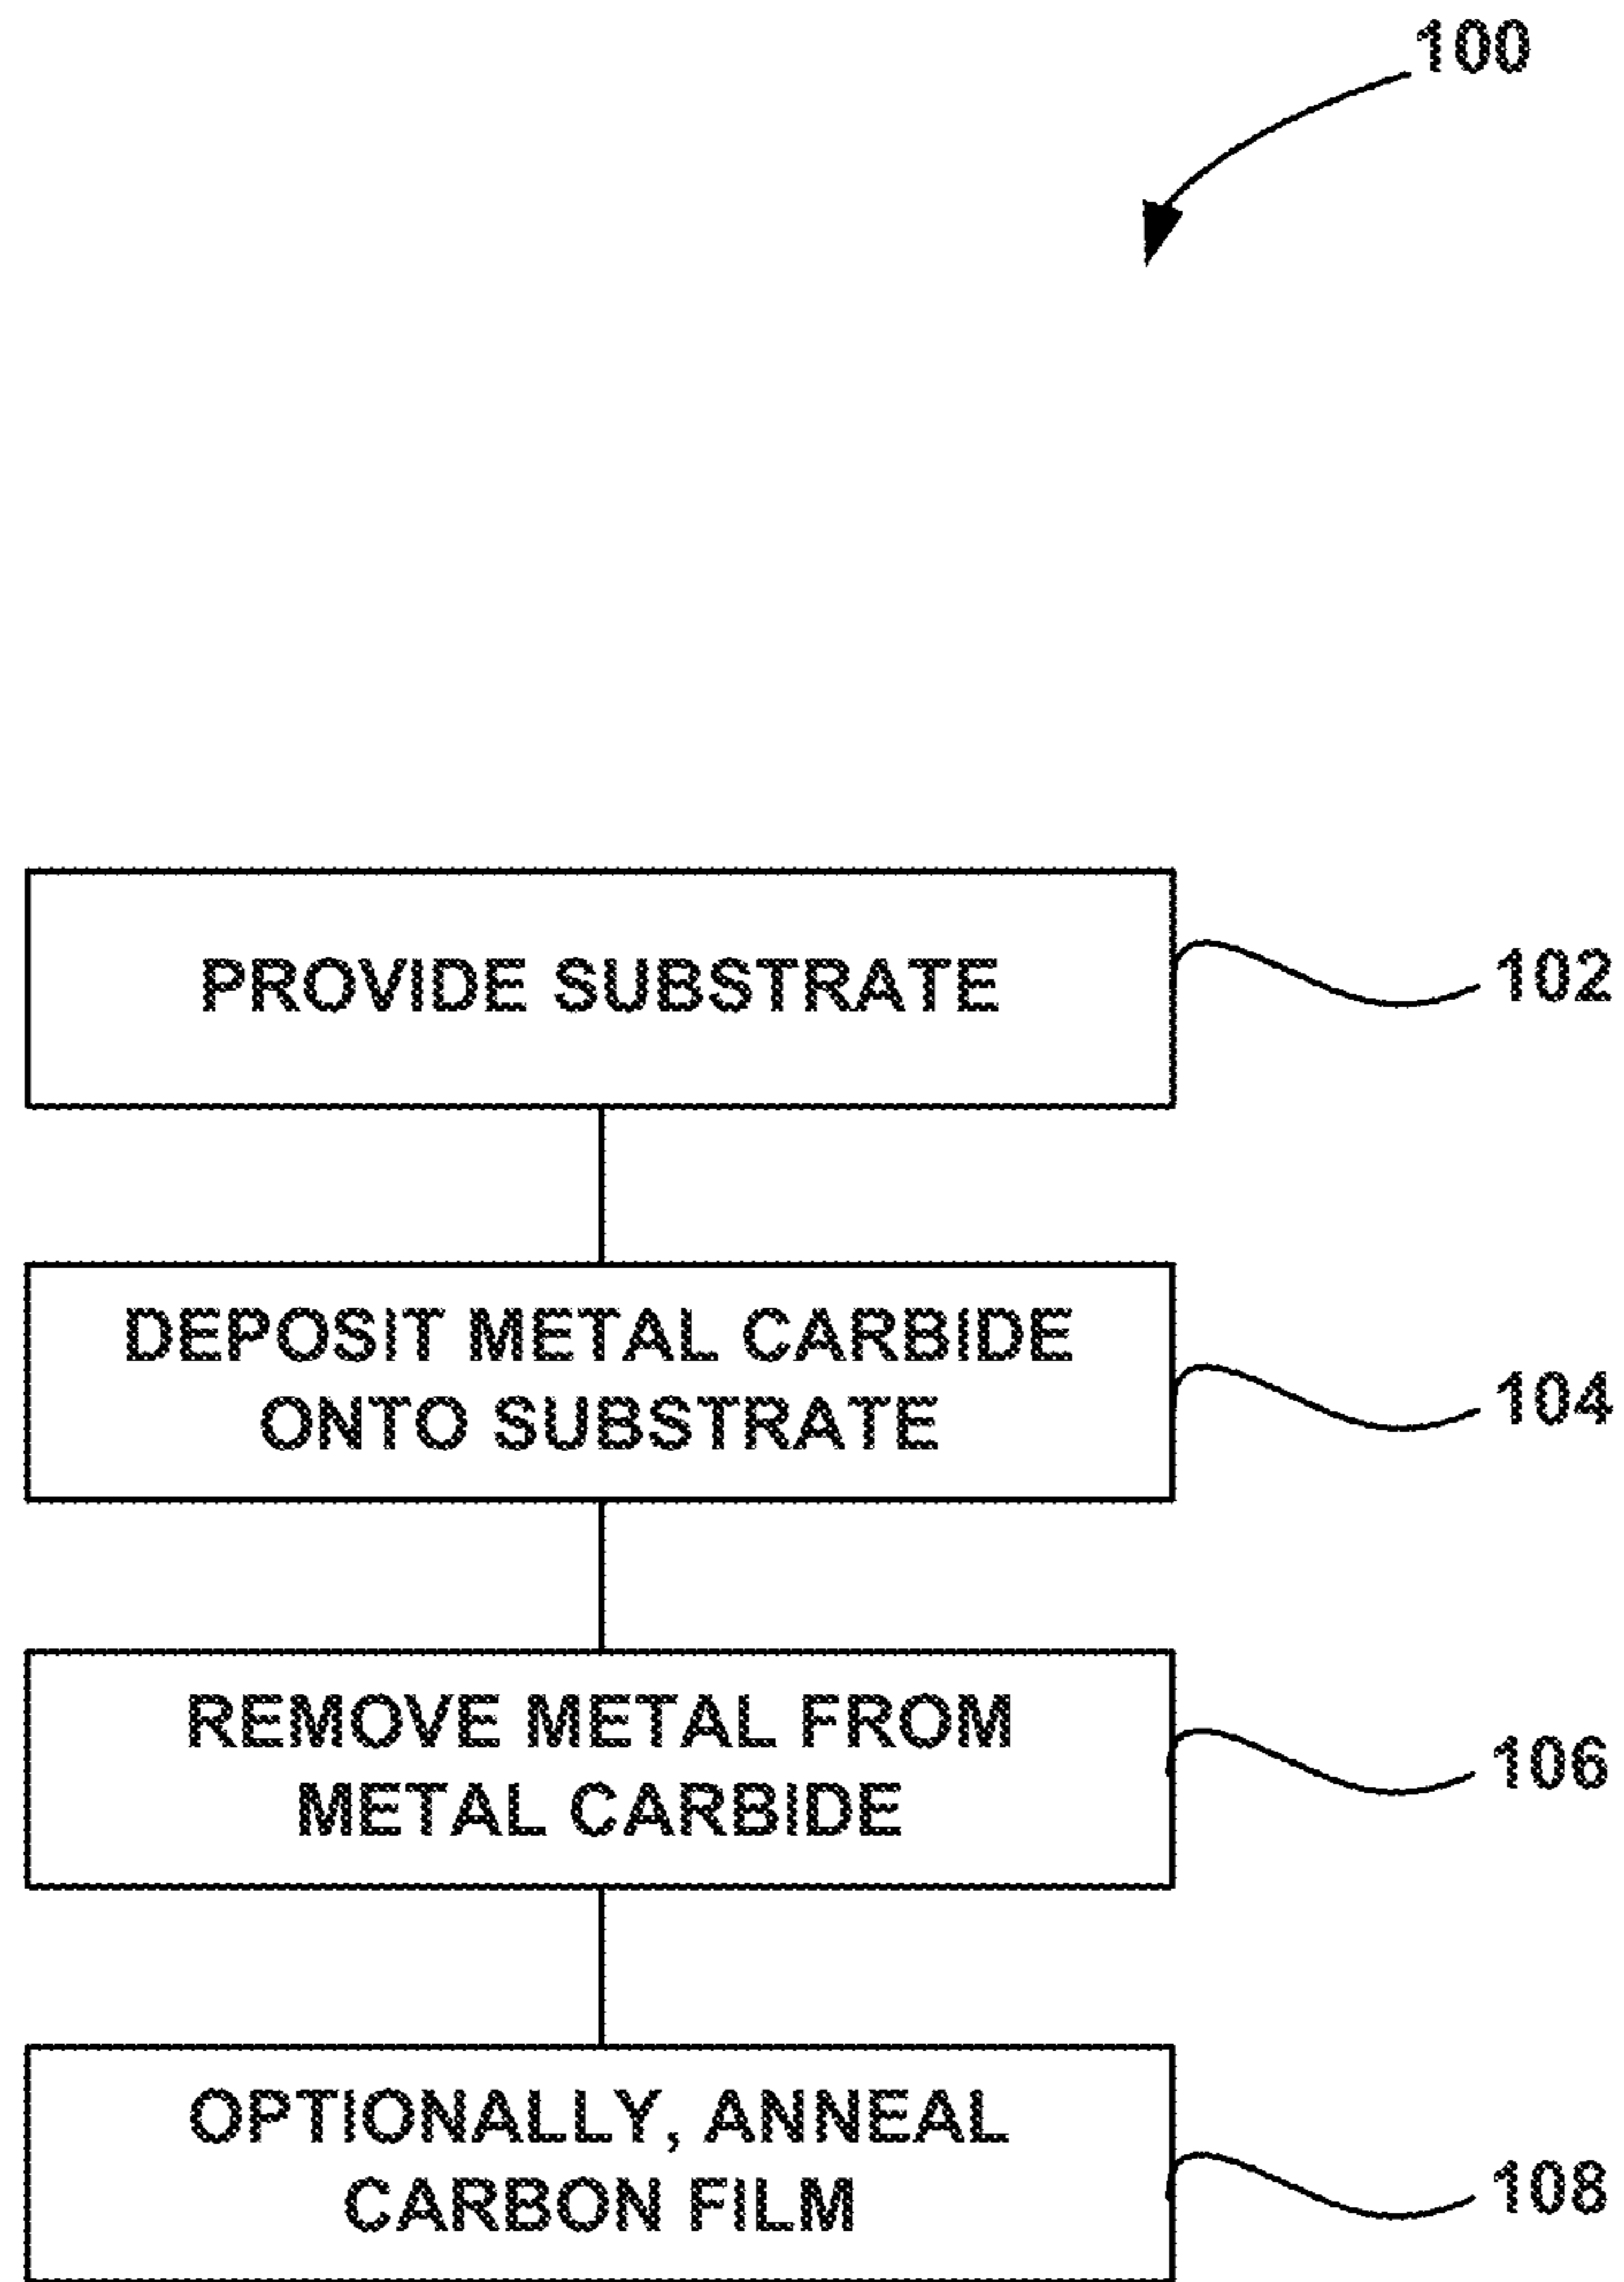 100
PROVIDE SUBSTRATE
102
DEPOSIT METAL CARBIDE
ONTO SUBSTRATE
104
REMOVE METAL FROM
METAL CARBIDE
106
OPTIONALLY, ANNEAL
CARBON FILM
108